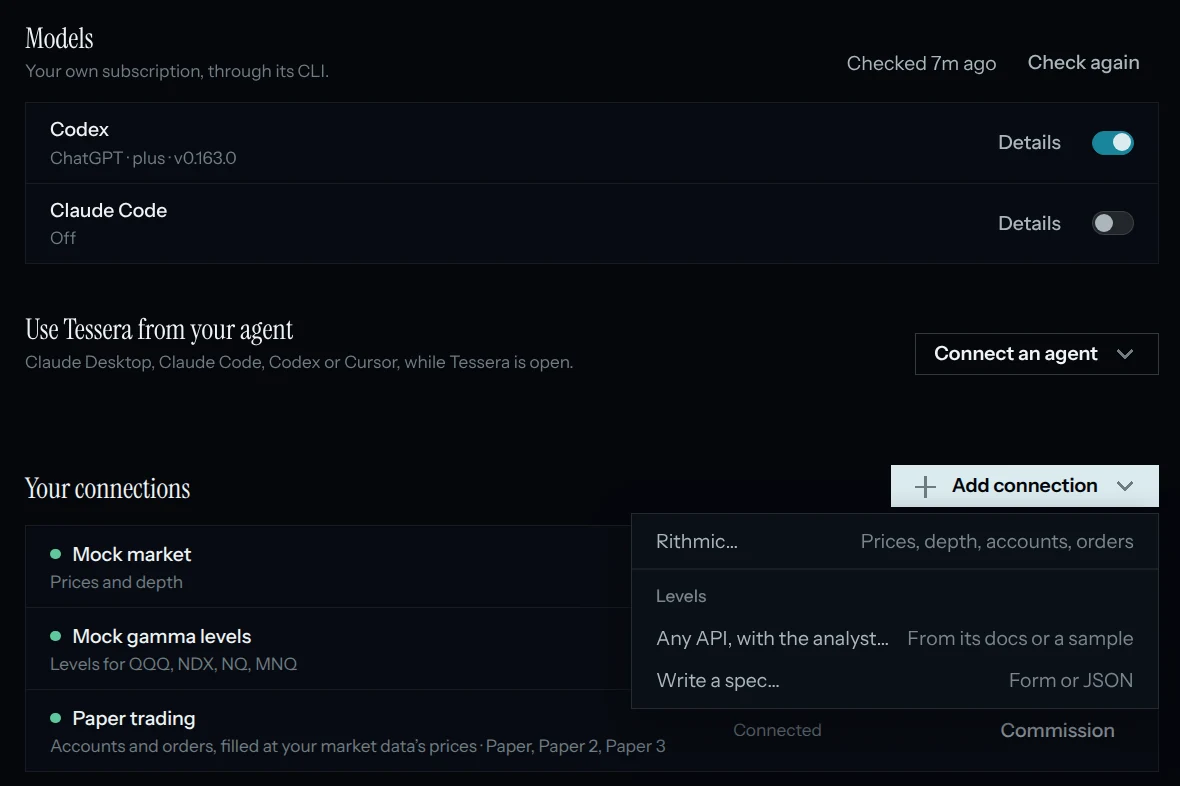 Models
Your own subscription, through its CLI.
Checked 7m ago
Check again
Codex
ChatGPT · plus · v0.163.0
Details
Claude Code
Off
Details
Use Tessera from your agent
Claude Desktop, Claude Code, Codex or Cursor, while Tessera is open.
Connect an agent
Your connections
Add connection
Rithmic... Prices, depth, accounts, orders
Levels
Any API, with the analyst... From its docs or a sample
Write a spec... Form or JSON
Mock market
Prices and depth
Mock gamma levels
Levels for QQQ, NDX, NQ, MNQ
Paper trading
Accounts and orders, filled at your market data's prices · Paper, Paper 2, Paper 3
Connected
Commission